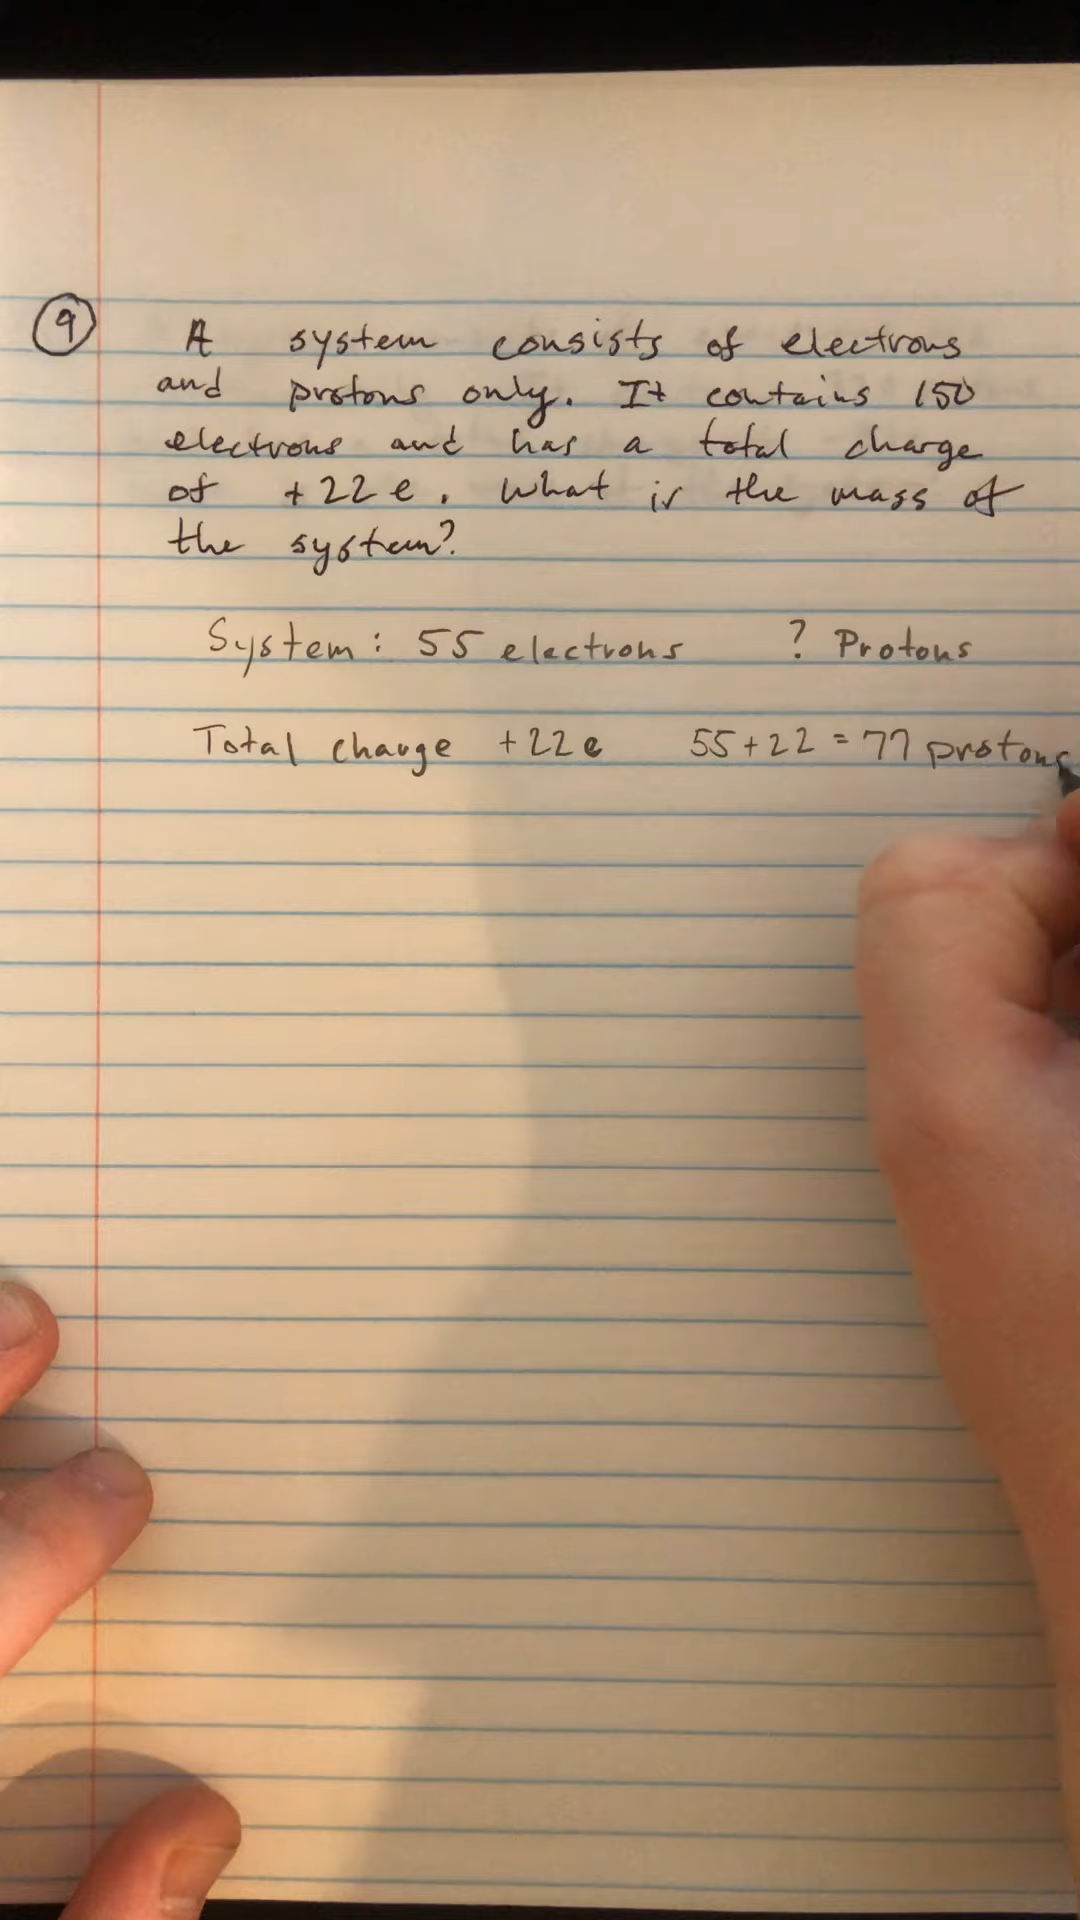 9
A system consists of electrons
and protons only. It contains 150
electrons and has a total charge
of +22e. What is the mass of
the system?
System: 55 electrons ? Protons
Total charge +22e 55+22=77 protons